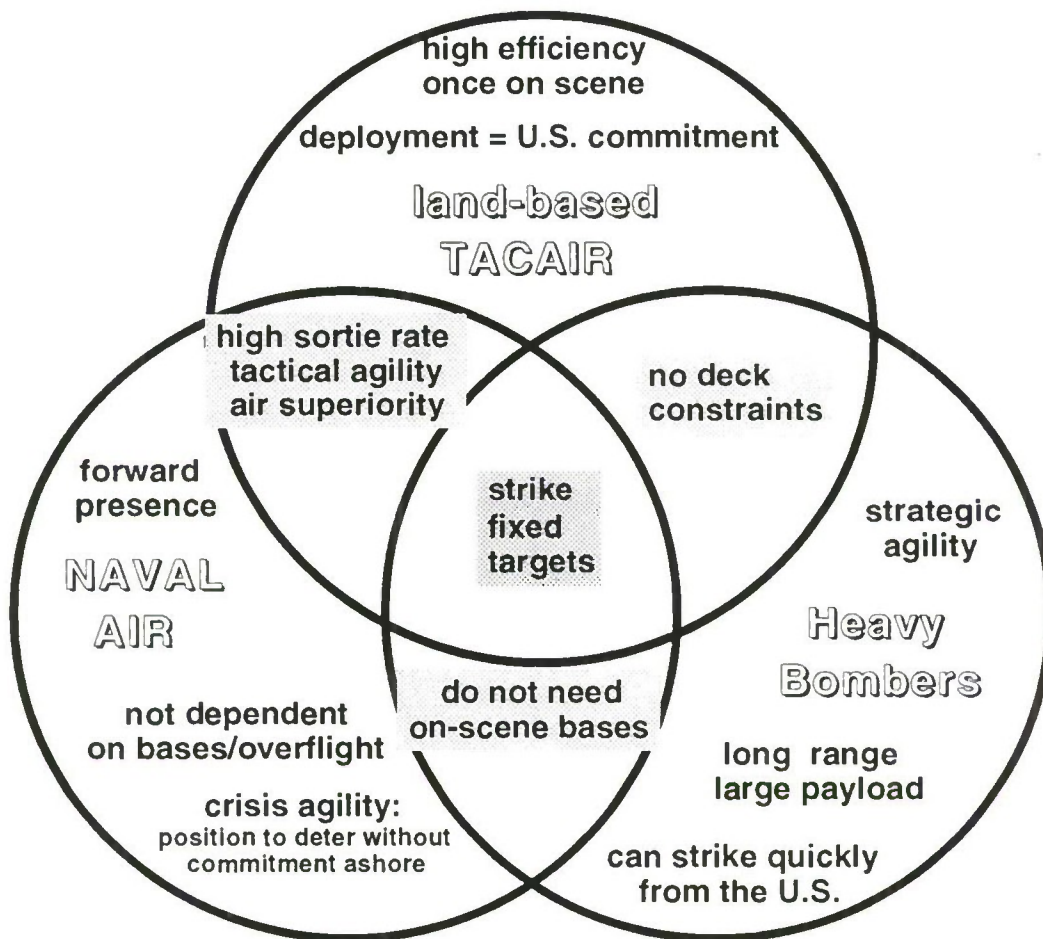 high efficiency
once on scene
deployment = U.S. commitment
land-based
TACAIR
high sortie rate
tactical agility
air superiority
no deck
constraints
forward
presence
NAVAL
AIR
strike
fixed
targets
strategic
agility
Heavy
Bombers
do not need
on-scene bases
not dependent
on bases/overflight
crisis agility:
position to deter without
commitment ashore
long range
large payload
can strike quickly
from the U.S.